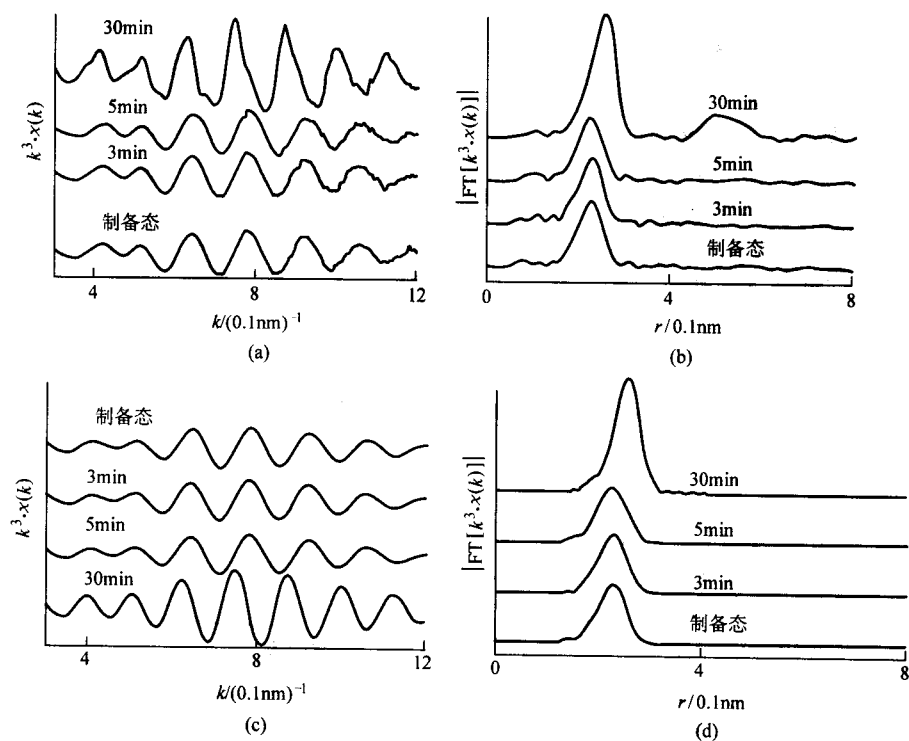 30min
5min
3min
制备态
k³·x(k)
4
8
12
k/(0.1nm)⁻¹
(a)
30min
5min
3min
制备态
|FT[k³·x(k)]|
0
4
8
r/0.1nm
(b)
制备态
3min
5min
30min
k³·x(k)
4
8
12
k/(0.1nm)⁻¹
(c)
30min
5min
3min
制备态
|FT[k³·x(k)]|
0
4
8
r/0.1nm
(d)